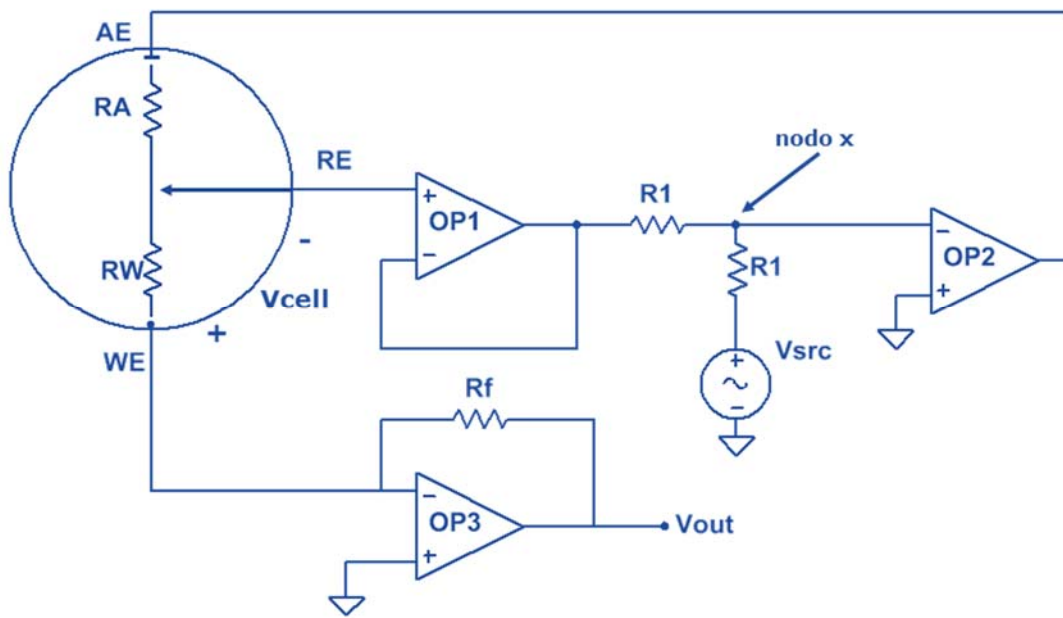 AE
RA
RE
nodo x
R1
+
OP1
-
-
OP2
+
RW
-
Vcell
+
R1
WE
Vsrc
+
-
Rf
-
OP3
+
Vout